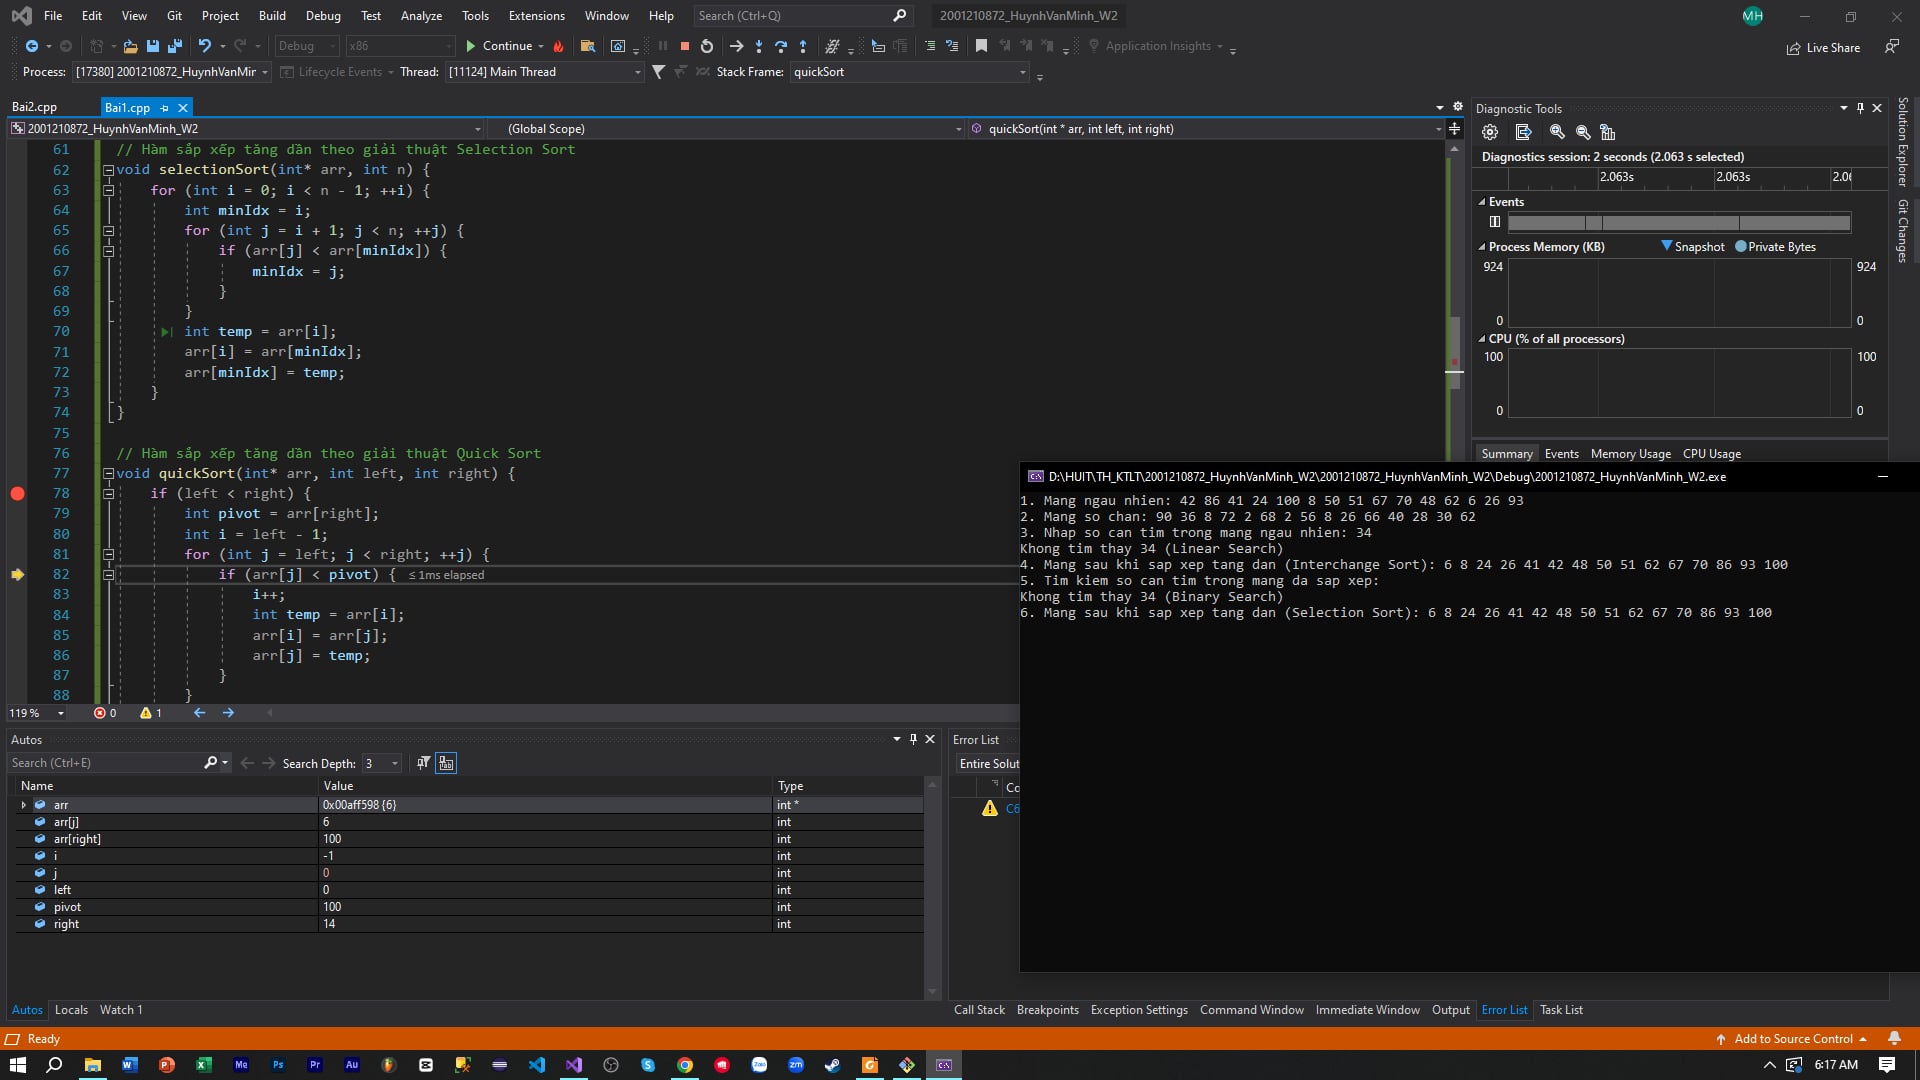 File Edit View Git Project Build Debug Test Analyze Tools Extensions Window Help Search (Ctrl+Q) 2001210872_HuynhVanMinh_W2 MH
Debug x86 Continue Application Insights Live Share
Process: [17380] 2001210872_HuynhVanMin Lifecycle Events Thread: [11124] Main Thread Stack Frame: quickSort
Bai2.cpp Bai1.cpp
2001210872_HuynhVanMinh_W2 (Global Scope) quickSort(int * arr, int left, int right)
61 // Hàm sắp xếp tăng dần theo giải thuật Selection Sort
62 void selectionSort(int* arr, int n) {
63 for (int i = 0; i < n - 1; ++i) {
64 int minIdx = i;
65 for (int j = i + 1; j < n; ++j) {
66 if (arr[j] < arr[minIdx]) {
67 minIdx = j;
68 }
69 }
70 int temp = arr[i];
71 arr[i] = arr[minIdx];
72 arr[minIdx] = temp;
73 }
74 }
75
76 // Hàm sắp xếp tăng dần theo giải thuật Quick Sort
77 void quickSort(int* arr, int left, int right) {
78 if (left < right) {
79 int pivot = arr[right];
80 int i = left - 1;
81 for (int j = left; j < right; ++j) {
82 if (arr[j] < pivot) { ≤ 1ms elapsed
83 i++;
84 int temp = arr[i];
85 arr[i] = arr[j];
86 arr[j] = temp;
87 }
88 }
119 % 0 1
Diagnostic Tools
Diagnostics session: 2 seconds (2.063 s selected)
2.063s 2.063s 2.06
Events
Process Memory (KB) Snapshot Private Bytes
924 924
0 0
CPU (% of all processors)
100 100
0 0
Summary Events Memory Usage CPU Usage
Solution Explorer
Git Changes
D:\HUIT\TH_KTLT\2001210872_HuynhVanMinh_W2\2001210872_HuynhVanMinh_W2\Debug\2001210872_HuynhVanMinh_W2.exe
1. Mang ngau nhien: 42 86 41 24 100 8 50 51 67 70 48 62 6 26 93
2. Mang so chan: 90 36 8 72 2 68 2 56 8 26 66 40 28 30 62
3. Nhap so can tim trong mang ngau nhien: 34
Khong tim thay 34 (Linear Search)
4. Mang sau khi sap xep tang dan (Interchange Sort): 6 8 24 26 41 42 48 50 51 62 67 70 86 93 100
5. Tim kiem so can tim trong mang da sap xep:
Khong tim thay 34 (Binary Search)
6. Mang sau khi sap xep tang dan (Selection Sort): 6 8 24 26 41 42 48 50 51 62 67 70 86 93 100
Autos
Search (Ctrl+E) Search Depth: 3
Name Value Type
arr 0x00aff598 {6} int *
arr[j] 6 int
arr[right] 100 int
i -1 int
j 0 int
left 0 int
pivot 100 int
right 14 int
Autos Locals Watch 1
Error List
Entire Solut
Co
C6
Call Stack Breakpoints Exception Settings Command Window Immediate Window Output Error List Task List
Ready Add to Source Control
6:17 AM